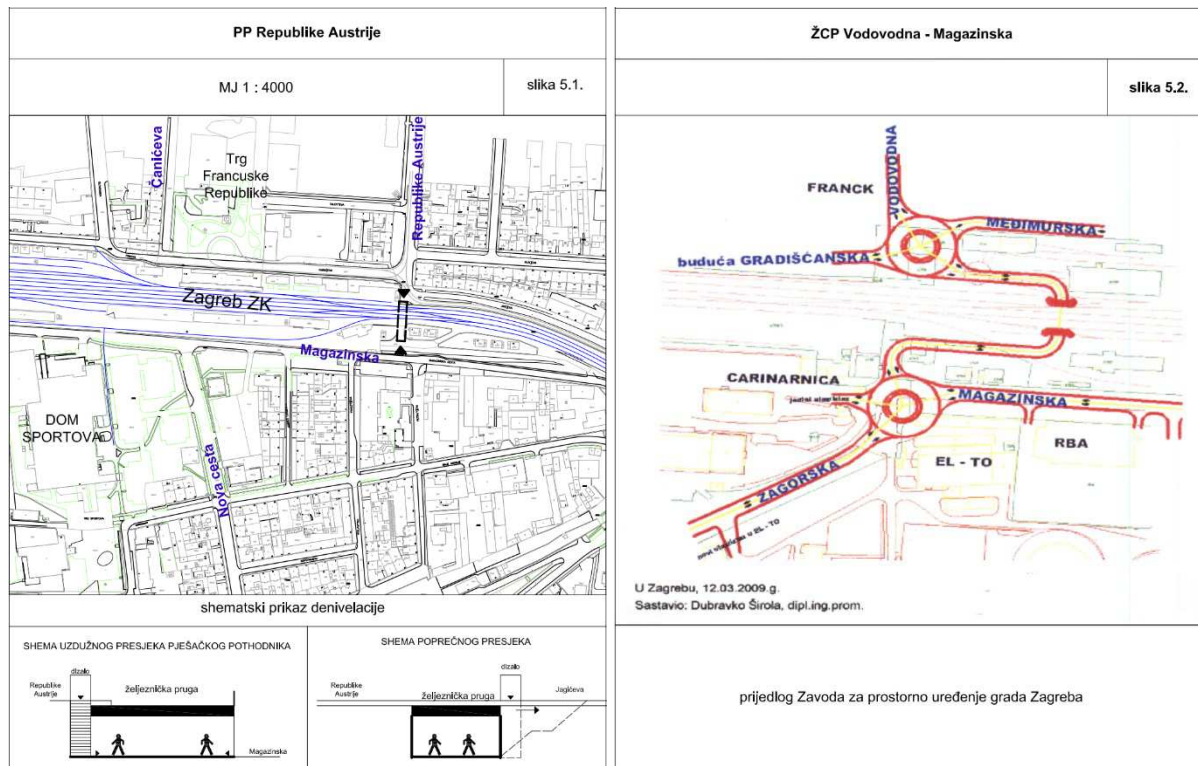 PP Republike Austrije
MJ 1 : 4000
slika 5.1.
Čanićeva
Trg
Francuske
Republike
Republike Austrije
Zagreb ZK
Magazinska
DOM
SPORTOVA
Nova cesta
shematski prikaz denivelacije
SHEMA UZDUŽNOG PRESJEKA PJEŠAČKOG POTHODNIKA
dizalo
Republike
Austrije
željeznička pruga
Magazinska
SHEMA POPREČNOG PRESJEKA
dizalo
Republike
Austrije
željeznička pruga
Jagićeva
ŽCP Vodovodna - Magazinska
slika 5.2.
FRANCK
VODOVODNA
MEĐIMURSKA
buduća GRADIŠĆANSKA
CARINARNICA
MAGAZINSKA
RBA
EL - TO
ZAGORSKA
U Zagrebu, 12.03.2009.g.
Sastavio: Dubravko Širola, dipl.ing.prom.
prijedlog Zavoda za prostorno uređenje grada Zagreba